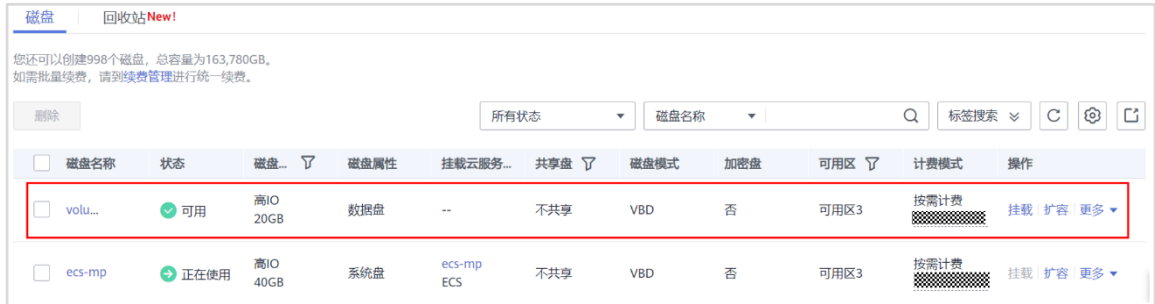 磁盘 回收站New!
您还可以创建998个磁盘，总容量为163,780GB。
如需批量续费，请到续费管理进行统一续费。
删除 所有状态 磁盘名称 标签搜索
磁盘名称 状态 磁盘... 磁盘属性 挂载云服务... 共享盘 磁盘模式 加密盘 可用区 计费模式 操作
volu... 可用 高IO 20GB 数据盘 -- 不共享 VBD 否 可用区3 按需计费 挂载 扩容 更多
ecs-mp 正在使用 高IO 40GB 系统盘 ecs-mp ECS 不共享 VBD 否 可用区3 按需计费 挂载 扩容 更多